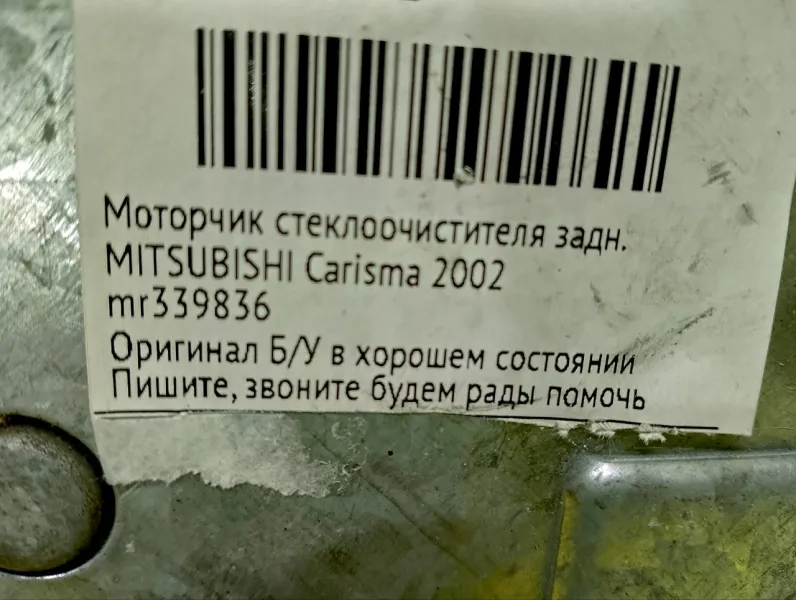 Моторчик стеклоочистителя задн.
MITSUBISHI Carisma 2002
mr339836
Оригинал Б/У в хорошем состоянии
Пишите, звоните будем рады помочь